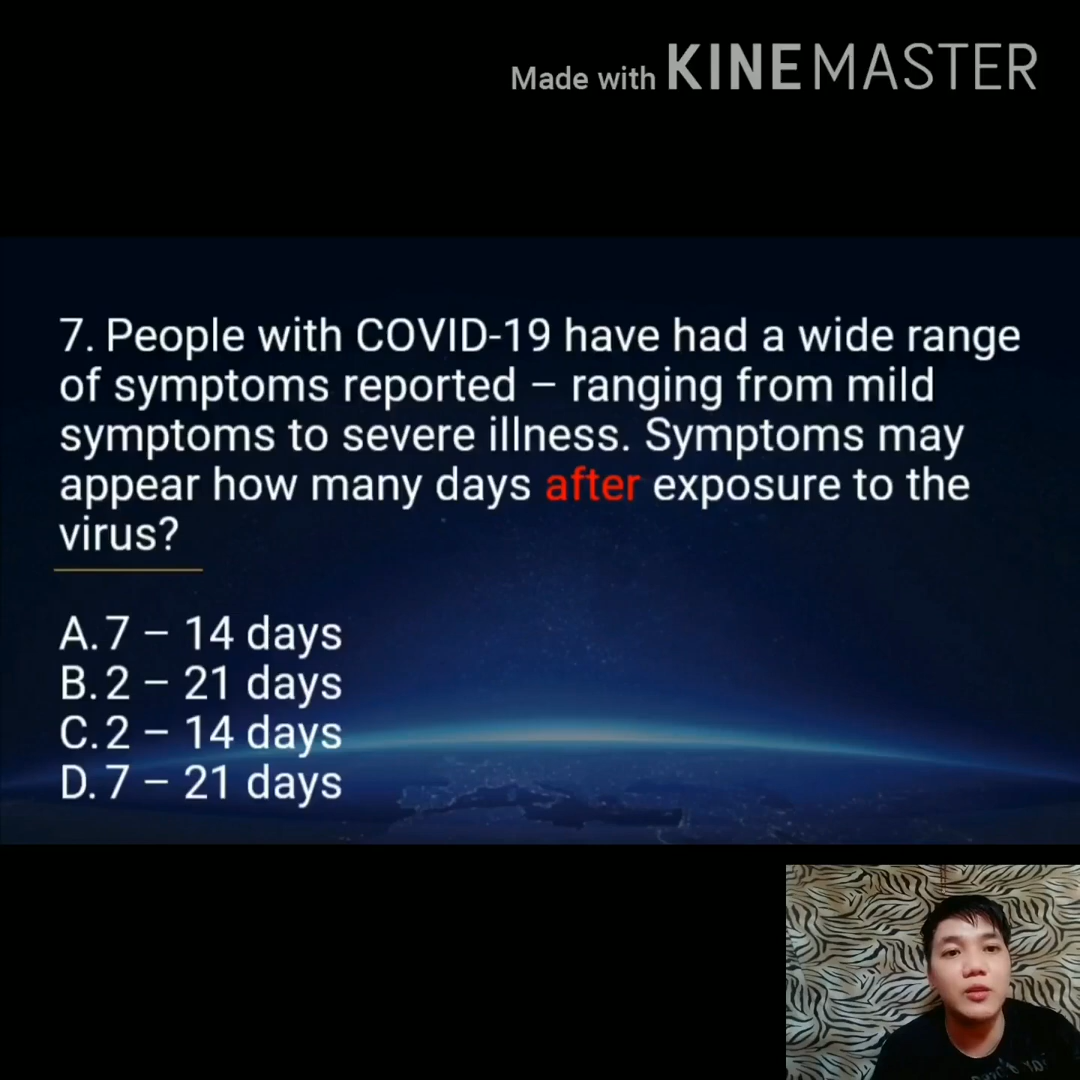 Made with KINEMASTER
7. People with COVID-19 have had a wide range
of symptoms reported – ranging from mild
symptoms to severe illness. Symptoms may
appear how many days after exposure to the
virus?
A. 7 – 14 days
B. 2 – 21 days
C. 2 – 14 days
D. 7 – 21 days